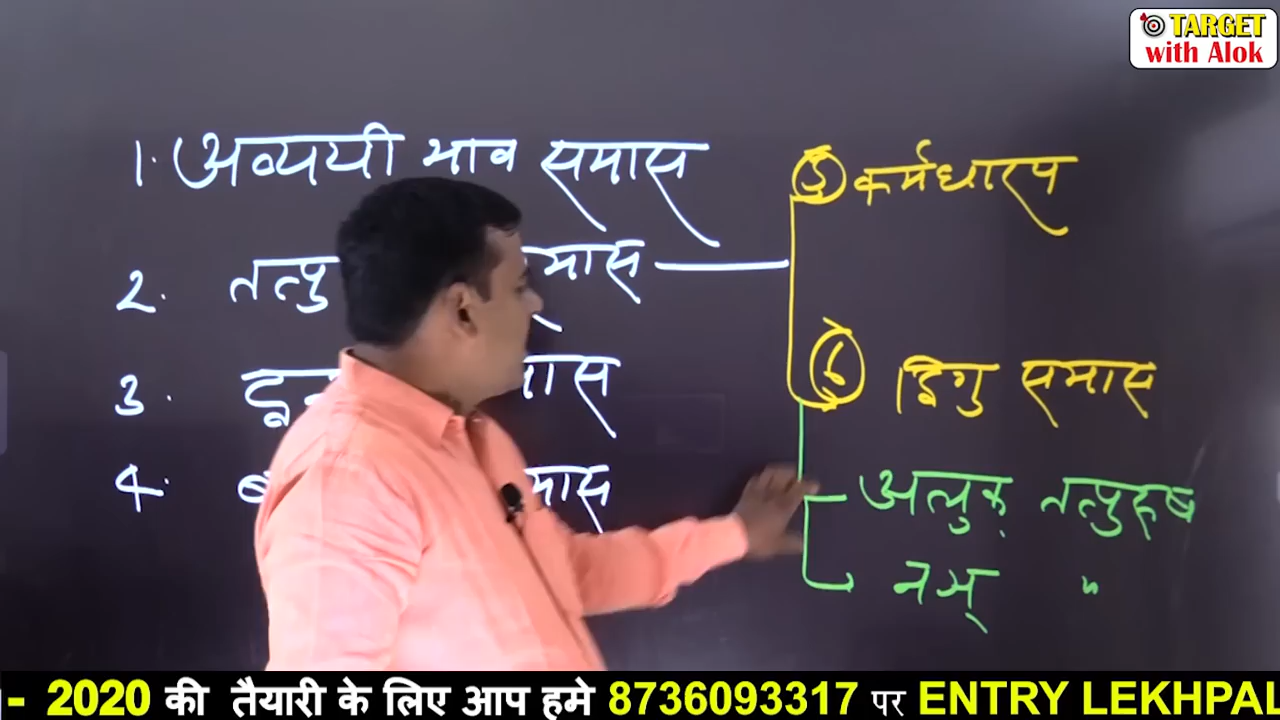 TARGET
with Alok
1. अव्ययी भाव समास
2. समास
3.
4.
5 कर्मधारय
6 द्विगु समास
अलुक् तत्पुरुष
नञ् "
- 2020 की तैयारी के लिए आप हमे 8736093317 पर ENTRY LEKHPAL